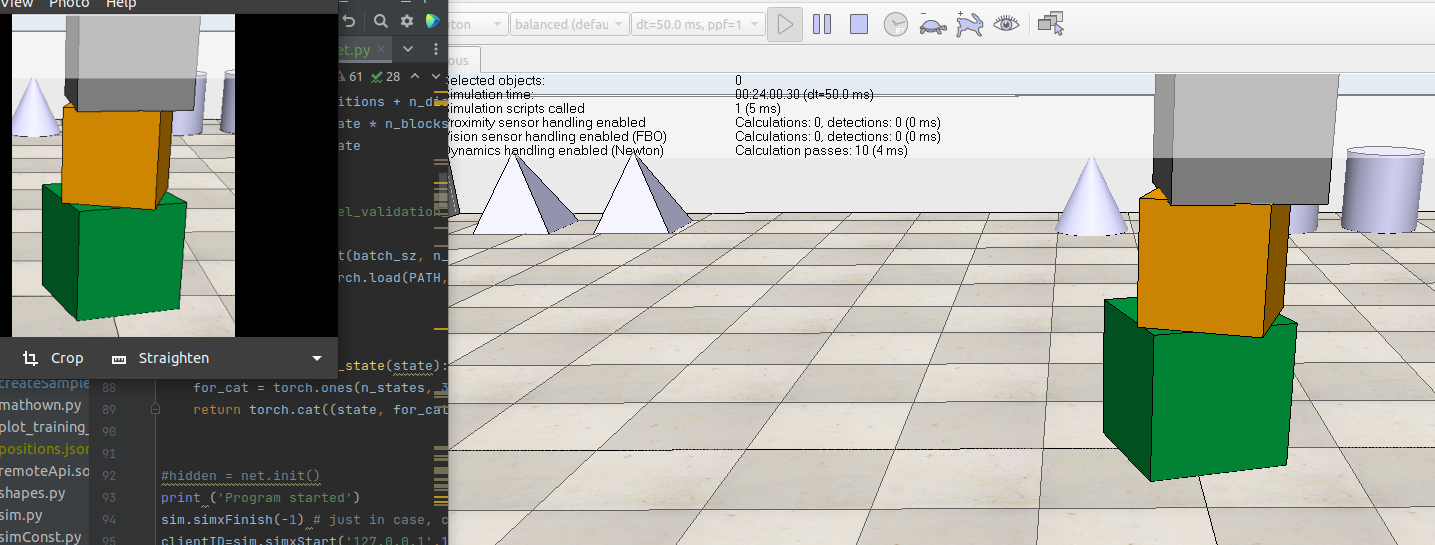 View Photo Help
Crop Straighten
et.py
61 28
itions + n_di
ate * n_blocks
ate
el_validation_
t(batch_sz, n_
rch.load(PATH,
_state(state):
88 for_cat = torch.ones(n_states, 3
89 return torch.cat((state, for_cat
90
91
92 #hidden = net.init()
93 print ('Program started')
94 sim.simxFinish(-1) # just in case, c
95 clientID=sim.simxStart('127.0.0.1',1
createSample
mathown.py
plot_training_
positions.json
remoteApi.so
shapes.py
sim.py
simConst.py
ton balanced (defau dt=50.0 ms, ppf=1
ous
Selected objects: 0
Simulation time: 00:24:00.30 (dt=50.0 ms)
Simulation scripts called 1 (5 ms)
Proximity sensor handling enabled Calculations: 0, detections: 0 (0 ms)
Vision sensor handling enabled (FBO) Calculations: 0, detections: 0 (0 ms)
Dynamics handling enabled (Newton) Calculation passes: 10 (4 ms)